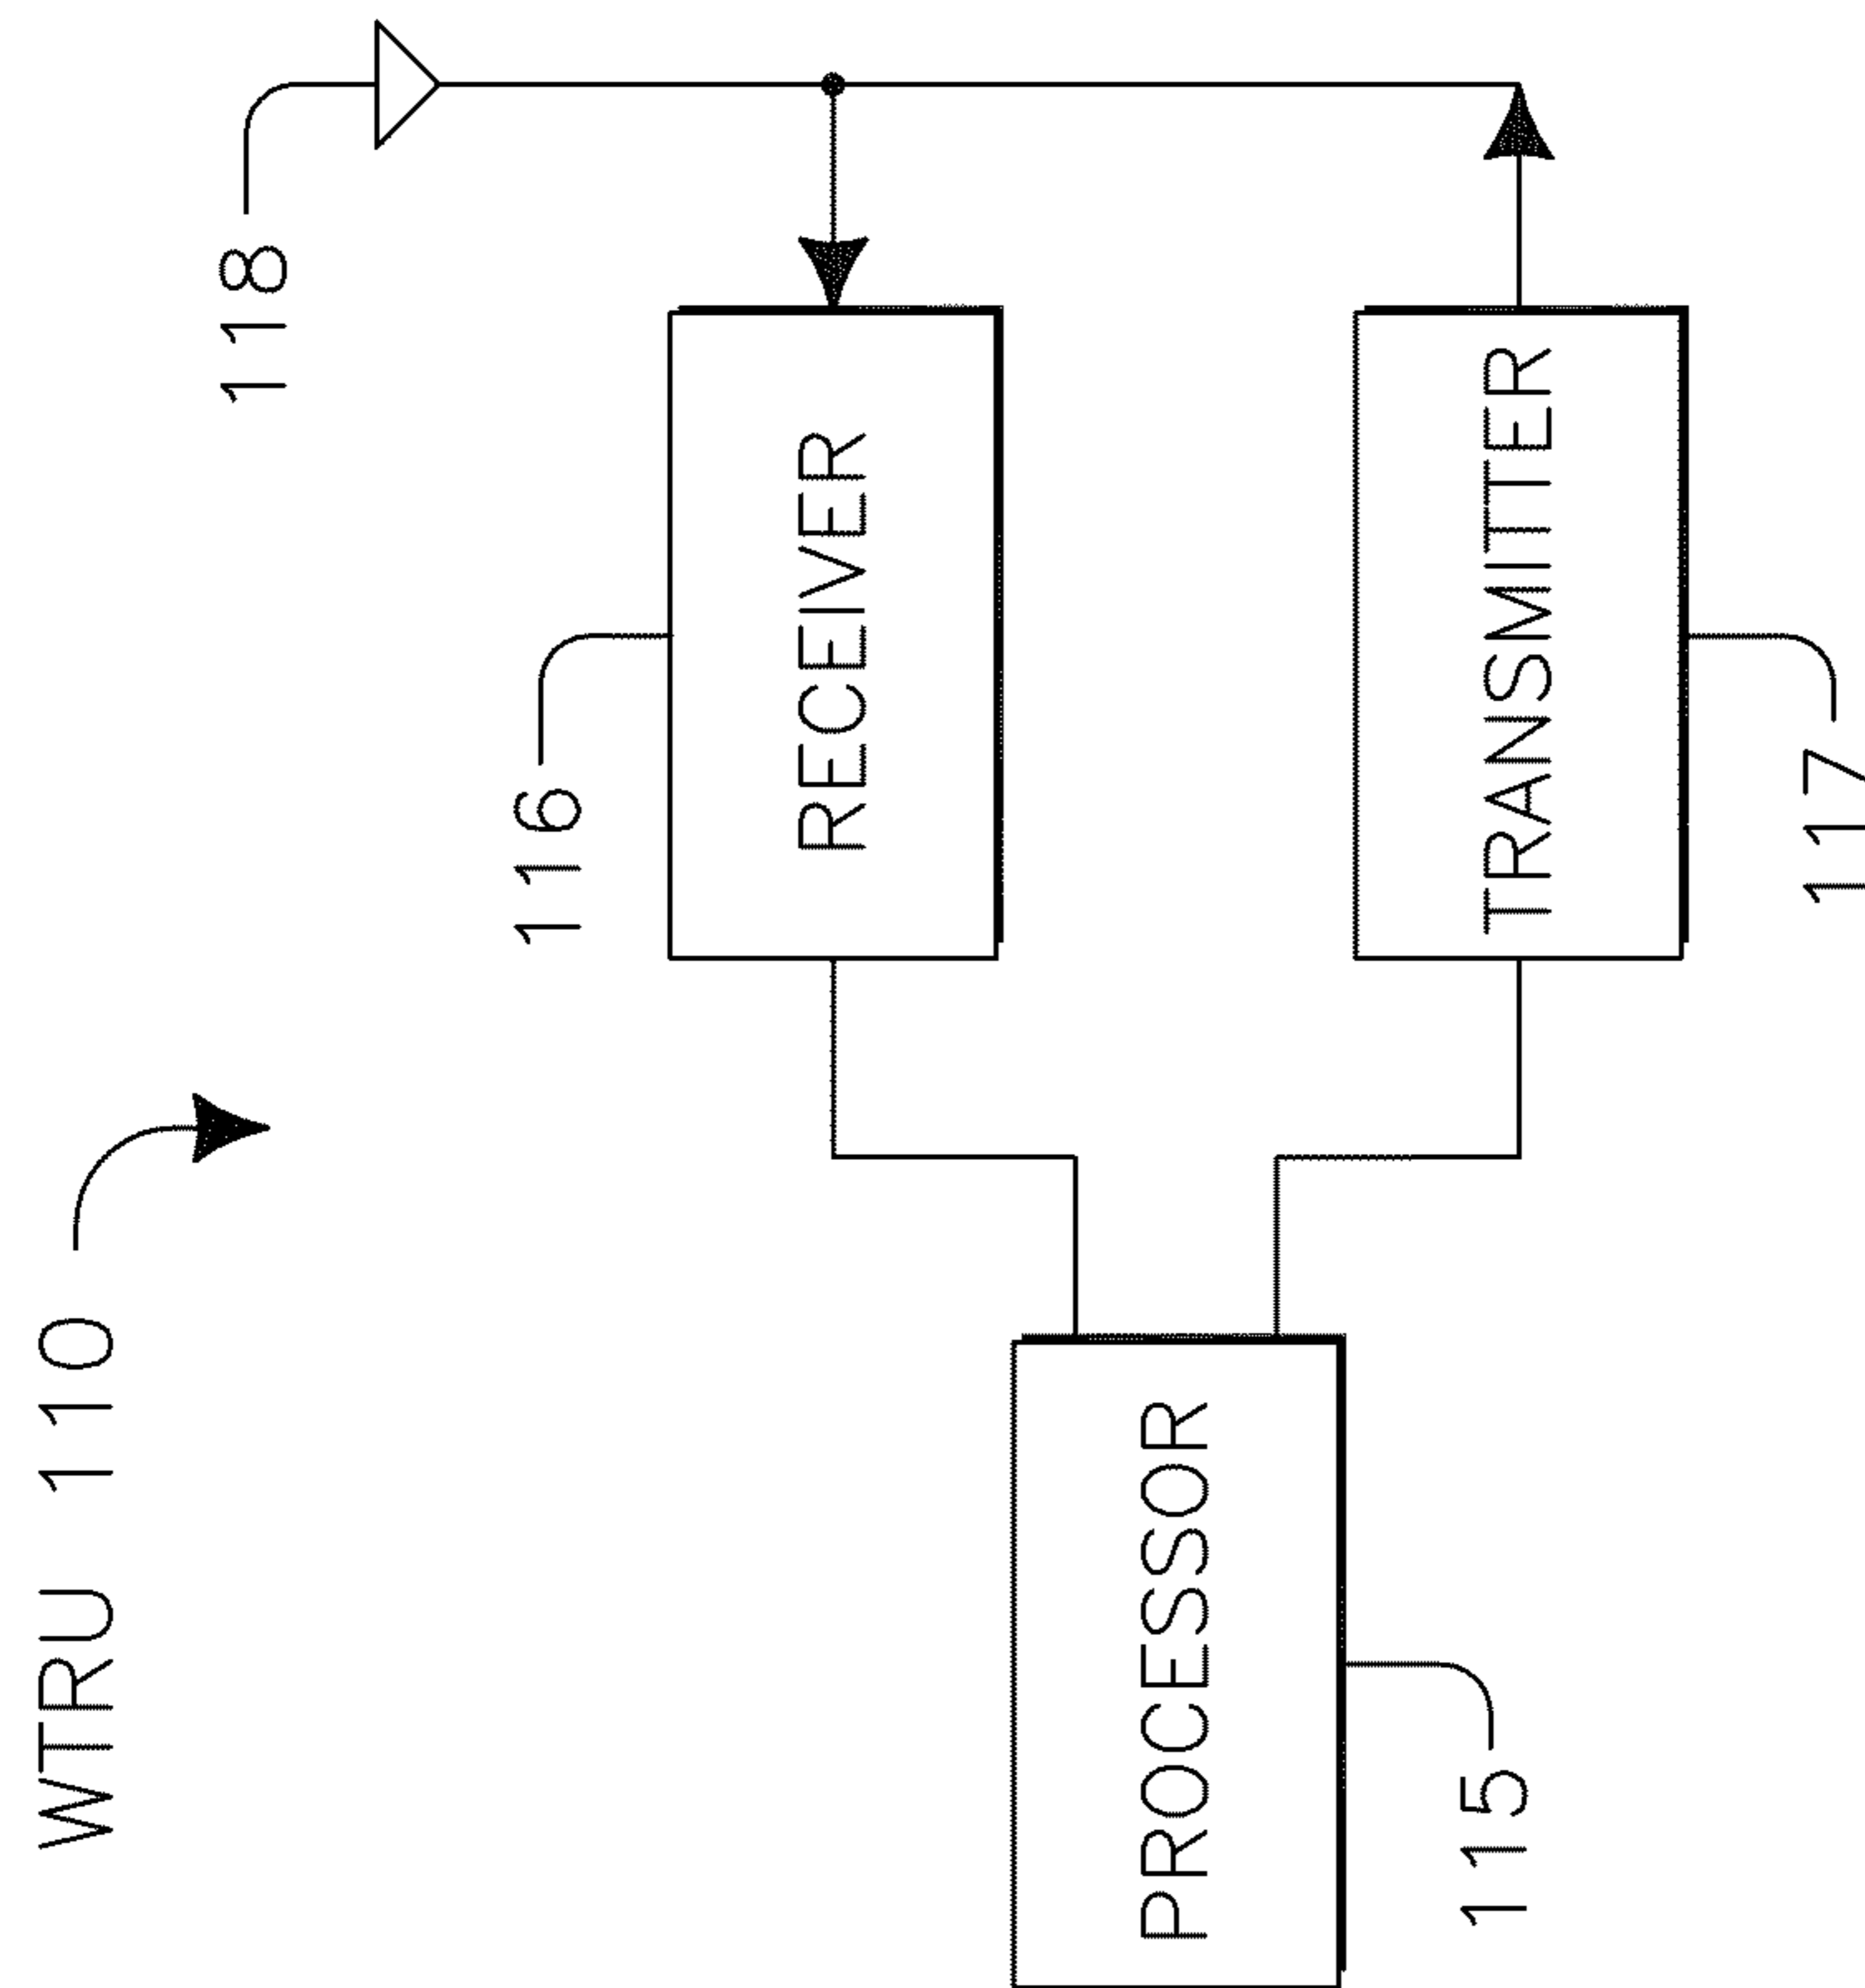 WTRU 110
118
116
RECEIVER
PROCESSOR
115
TRANSMITTER
117